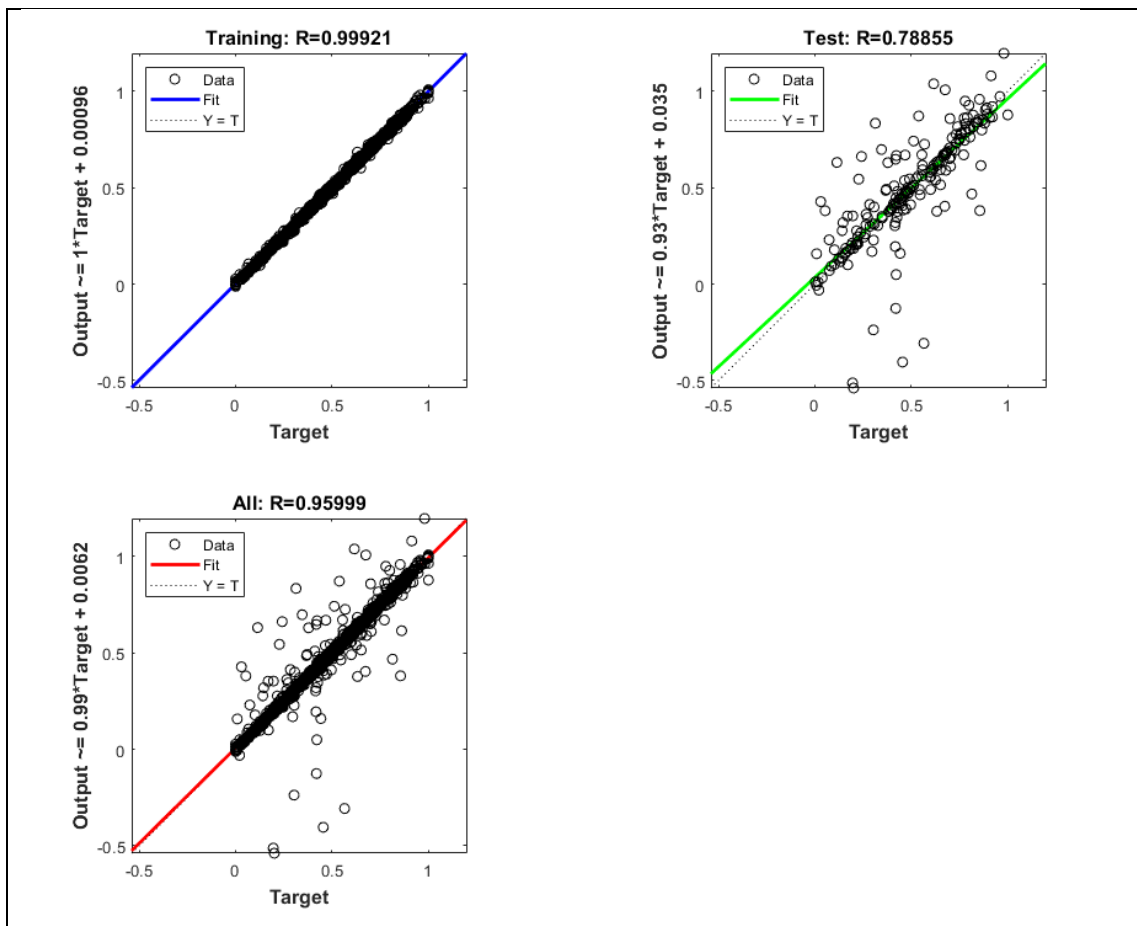 Training: R=0.99921
Data
Fit
Y = T
Output ~= 1*Target + 0.00096
1
0.5
0
-0.5
-0.5
0
0.5
1
Target
Test: R=0.78855
Data
Fit
Y = T
Output ~= 0.93*Target + 0.035
1
0.5
0
-0.5
-0.5
0
0.5
1
Target
All: R=0.95999
Data
Fit
Y = T
Output ~= 0.99*Target + 0.0062
1
0.5
0
-0.5
-0.5
0
0.5
1
Target